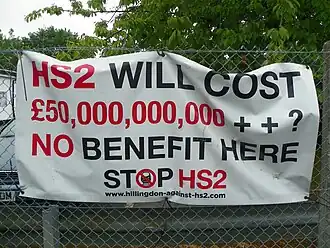 HS2 WILL COST
£50,000,000,000 + + ?
NO BENEFIT HERE
STOP HS2
www.hillingdon-against-hs2.com